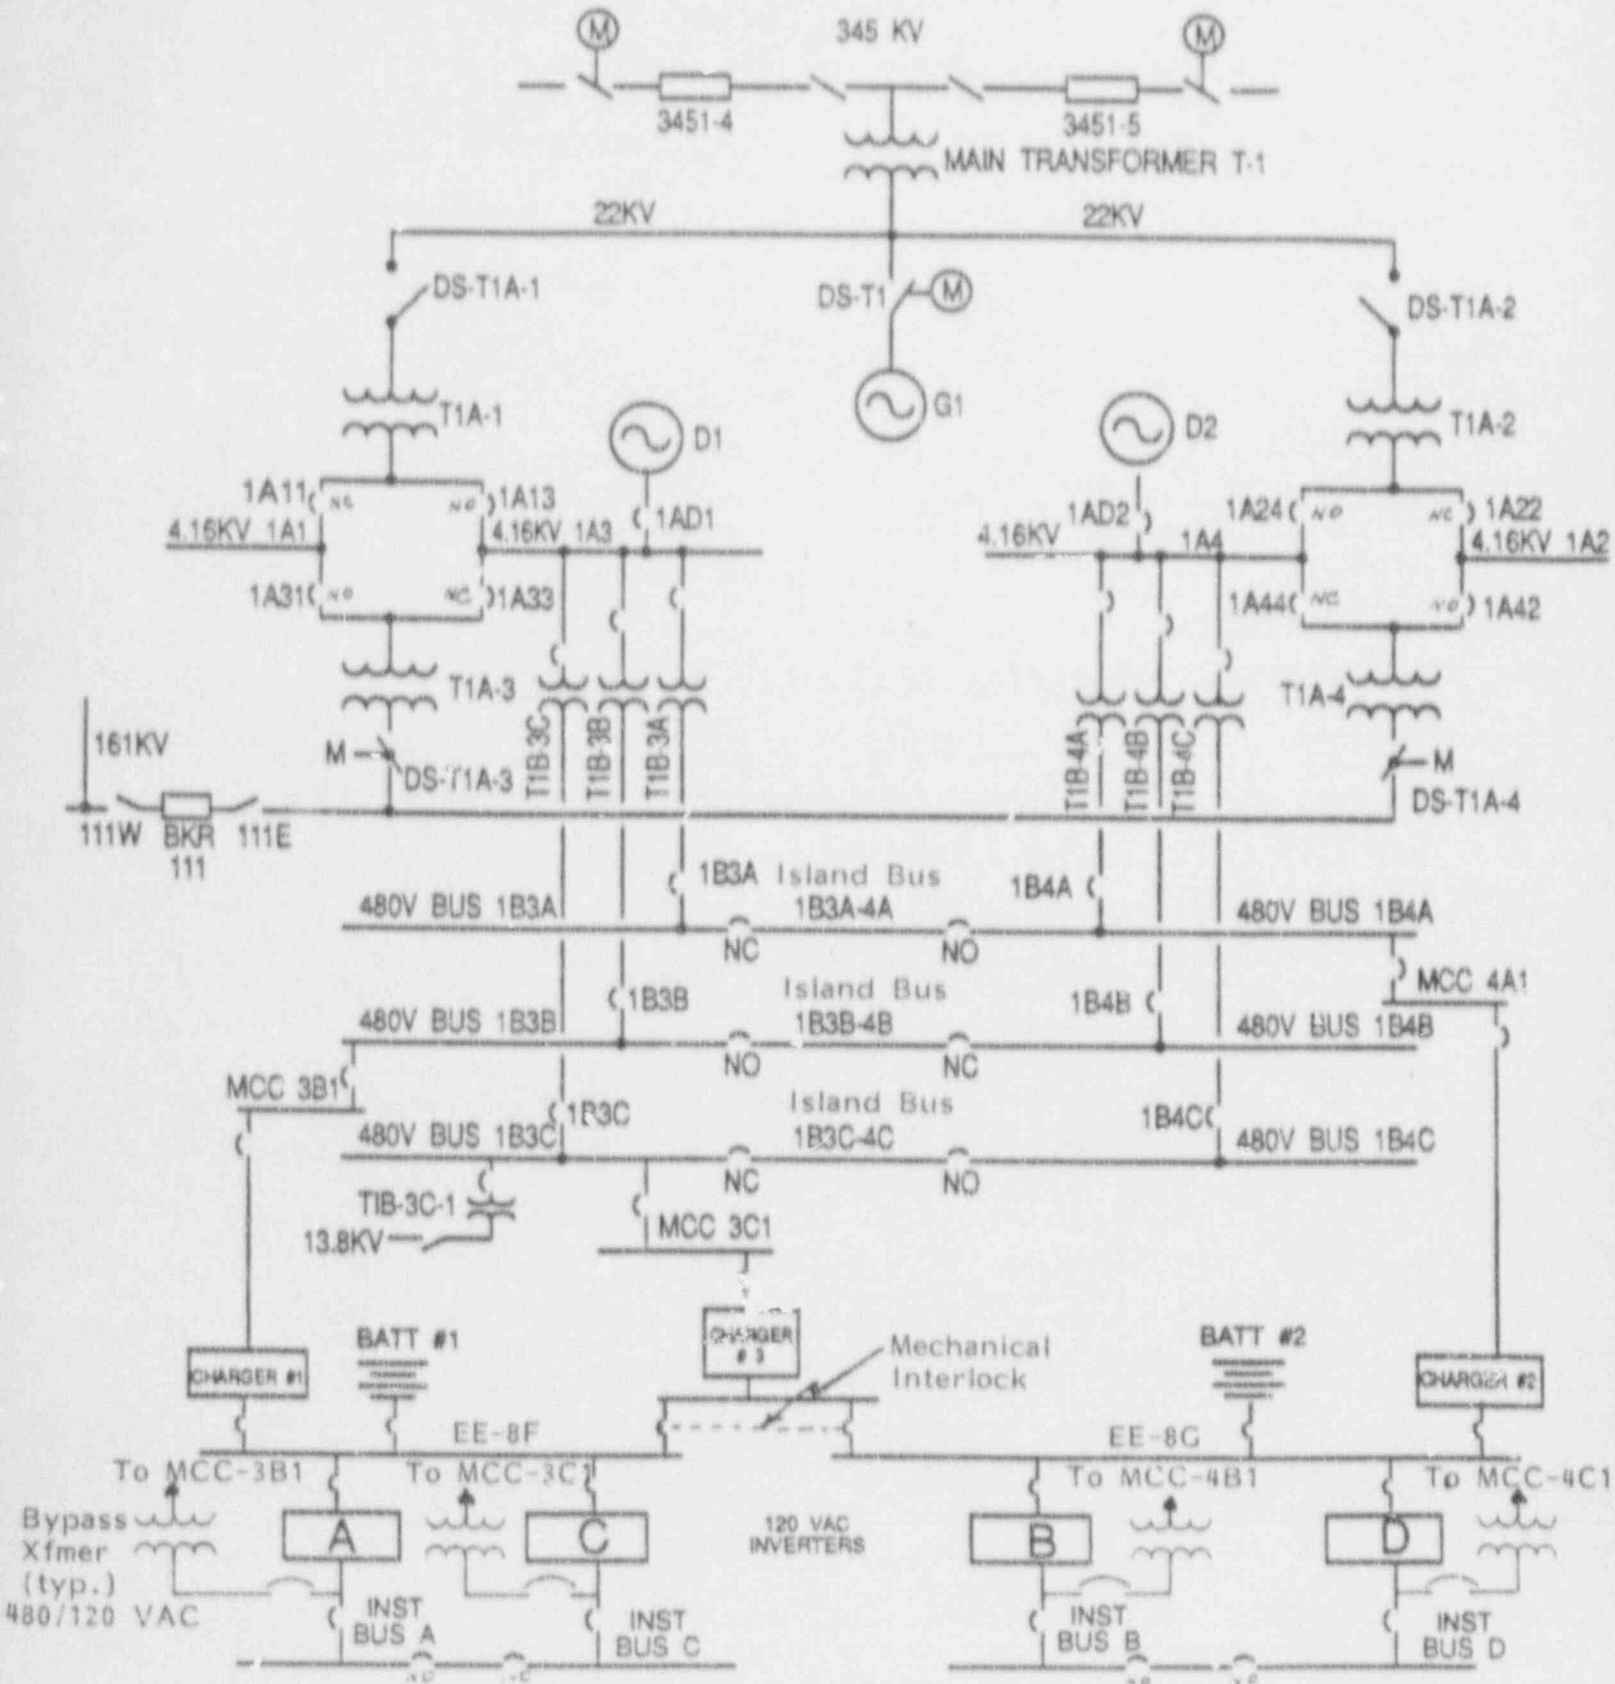 M
345 KV
M
3451-4
3451-5
MAIN TRANSFORMER T-1
22KV
22KV
DS-T1A-1
DS-T1
M
DS-T1A-2
T1A-1
D1
G1
D2
T1A-2
1A11
NC
NO
1A13
1AD1
1AD2
1A24
NO
NC
1A22
4.16KV 1A1
4.16KV 1A3
4.16KV
1A4
4.16KV 1A2
1A31
NO
NC
1A33
1A44
NC
NO
1A42
T1A-3
T1A-4
161KV
M
DS-T1A-3
T1B-3C
T1B-3B
T1B-3A
T1B-4A
T1B-4B
T1B-4C
M
DS-T1A-4
111W
BKR
111
111E
1B3A
Island Bus
1B4A
480V BUS 1B3A
1B3A-4A
480V BUS 1B4A
NC
NO
MCC 4A1
1B3B
Island Bus
1B4B
480V BUS 1B3B
1B3B-4B
480V BUS 1B4B
NO
NC
MCC 3B1
1B3C
Island Bus
1B4C
480V BUS 1B3C
1B3C-4C
480V BUS 1B4C
NC
NO
TIB-3C-1
13.8KV
MCC 3C1
BATT #1
CHARGER
# 3
Mechanical
Interlock
BATT #2
CHARGER #1
CHARGER #2
EE-8F
EE-8G
To MCC-3B1
To MCC-3C1
To MCC-4B1
To MCC-4C1
Bypass
Xfmer
(typ.)
480/120 VAC
A
C
120 VAC
INVERTERS
B
D
INST
BUS A
INST
BUS C
INST
BUS B
INST
BUS D